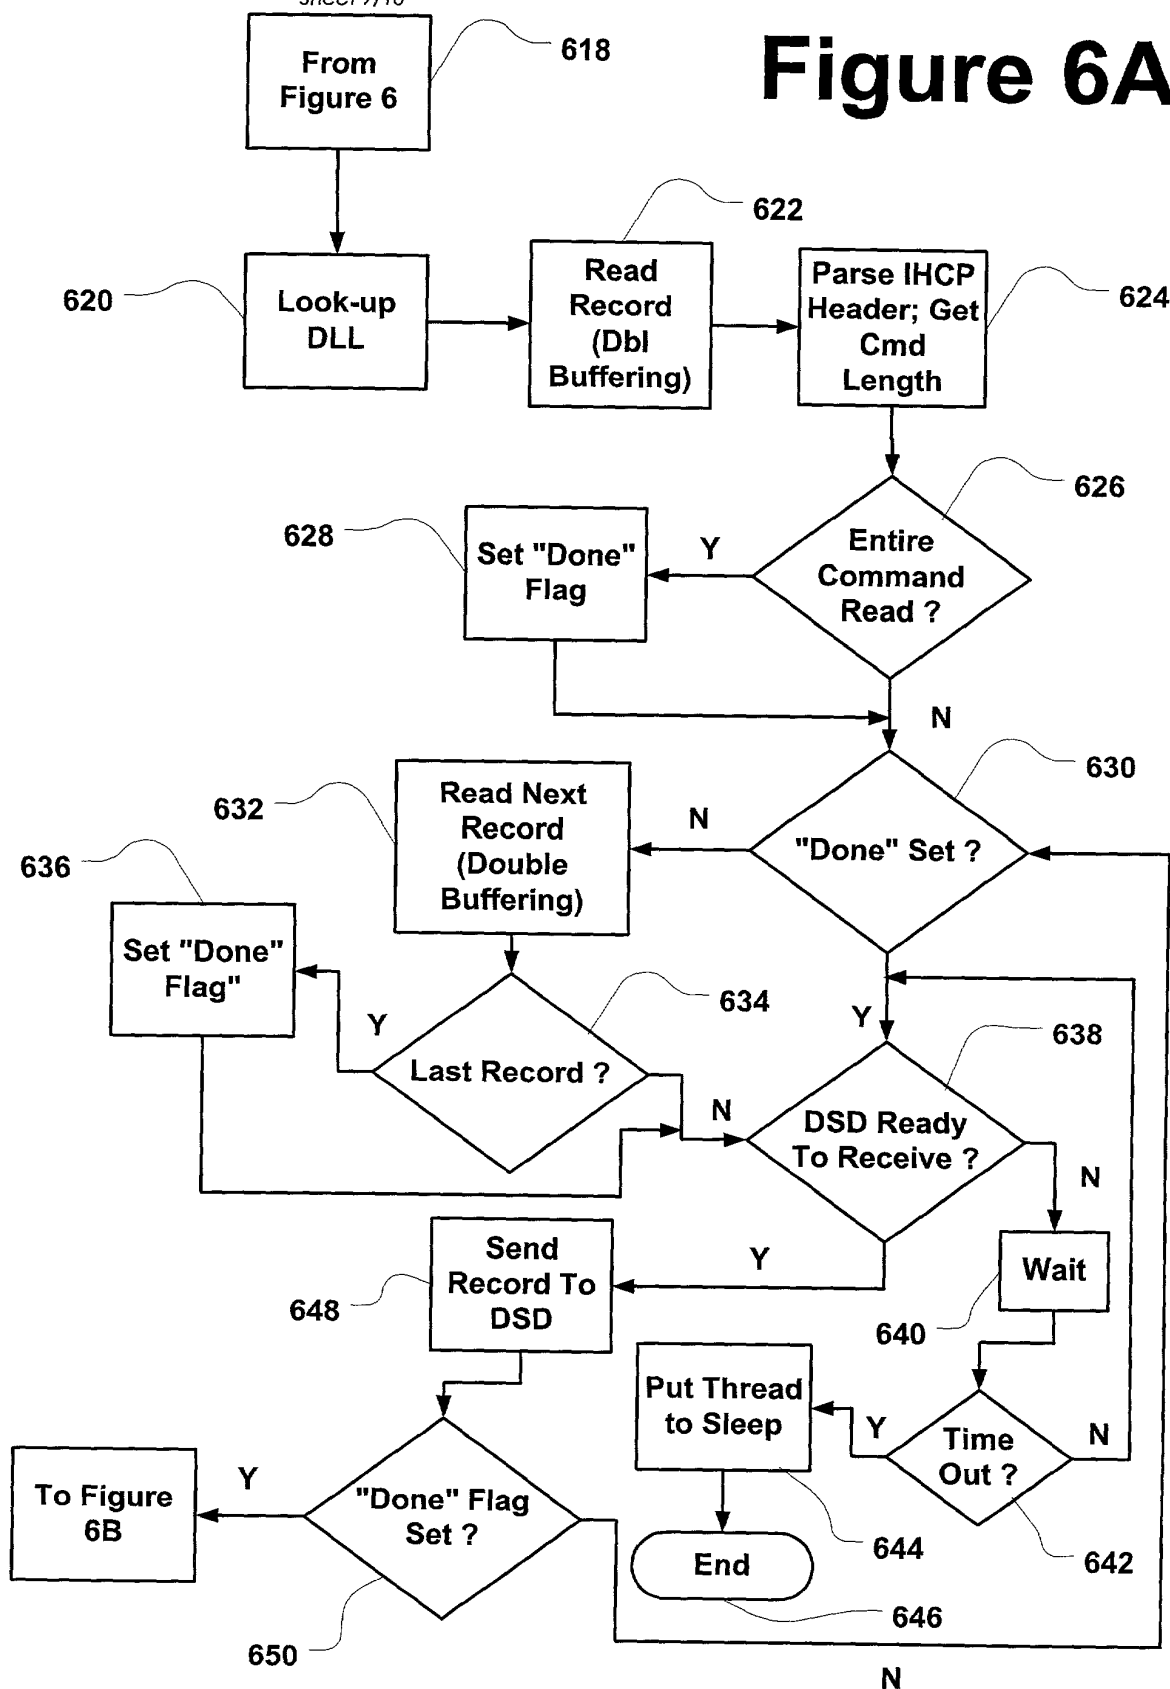 sheet 9/10
Figure 6A
From
Figure 6
618
622
620
Look-up
DLL
Read
Record
(Dbl
Buffering)
Parse IHCP
Header; Get
Cmd
Length
624
626
628
Set "Done"
Flag
Y
Entire
Command
Read ?
N
630
632
Read Next
Record
(Double
Buffering)
N
"Done" Set ?
636
Set "Done"
Flag"
Y
634
Last Record ?
N
Y
638
DSD Ready
To Receive ?
N
648
Send
Record To
DSD
Y
Wait
640
Put Thread
to Sleep
Y
Time
Out ?
N
642
To Figure
6B
Y
"Done" Flag
Set ?
644
End
646
650
N